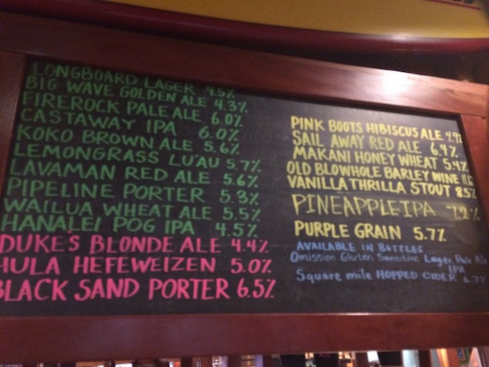 LONGBOARD LAGER 4.5%
BIG WAVE GOLDEN ALE 4.3%
FIREROCK PALE ALE 6.0%
CASTAWAY IPA 6.0%
KOKO BROWN ALE 5.6%
LEMONGRASS LU'AU 5.7%
LAVAMAN RED ALE 5.6%
PIPELINE PORTER 5.3%
WAILUA WHEAT ALE 5.5%
HANALEI POG IPA 4.5%
DUKE'S BLONDE ALE 4.4%
HULA HEFEWEIZEN 5.0%
BLACK SAND PORTER 6.5%
PINK BOOTS HIBISCUS ALE
SAIL AWAY RED ALE 6.4%
MAKANI HONEY WHEAT 5.4%
OLD BLOWHOLE BARLEY WINE
VANILLA THRILLA STOUT 8.5%
PINEAPPLE IPA 7.2%
PURPLE GRAIN 5.7%
AVAILABLE IN BOTTLES
Omission Gluten Sensitive Lager, Pale Ale
IPA
Square mile HOPPED CIDER 6.7%